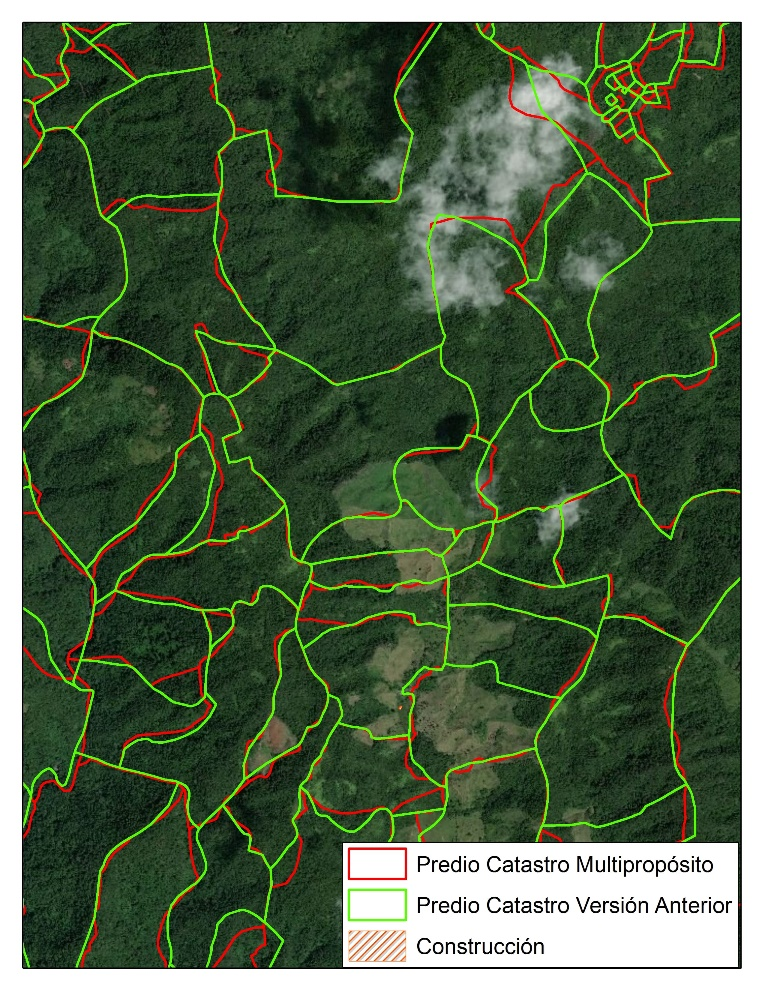 Predio Catastro Multipropósito
Predio Catastro Versión Anterior
Construcción